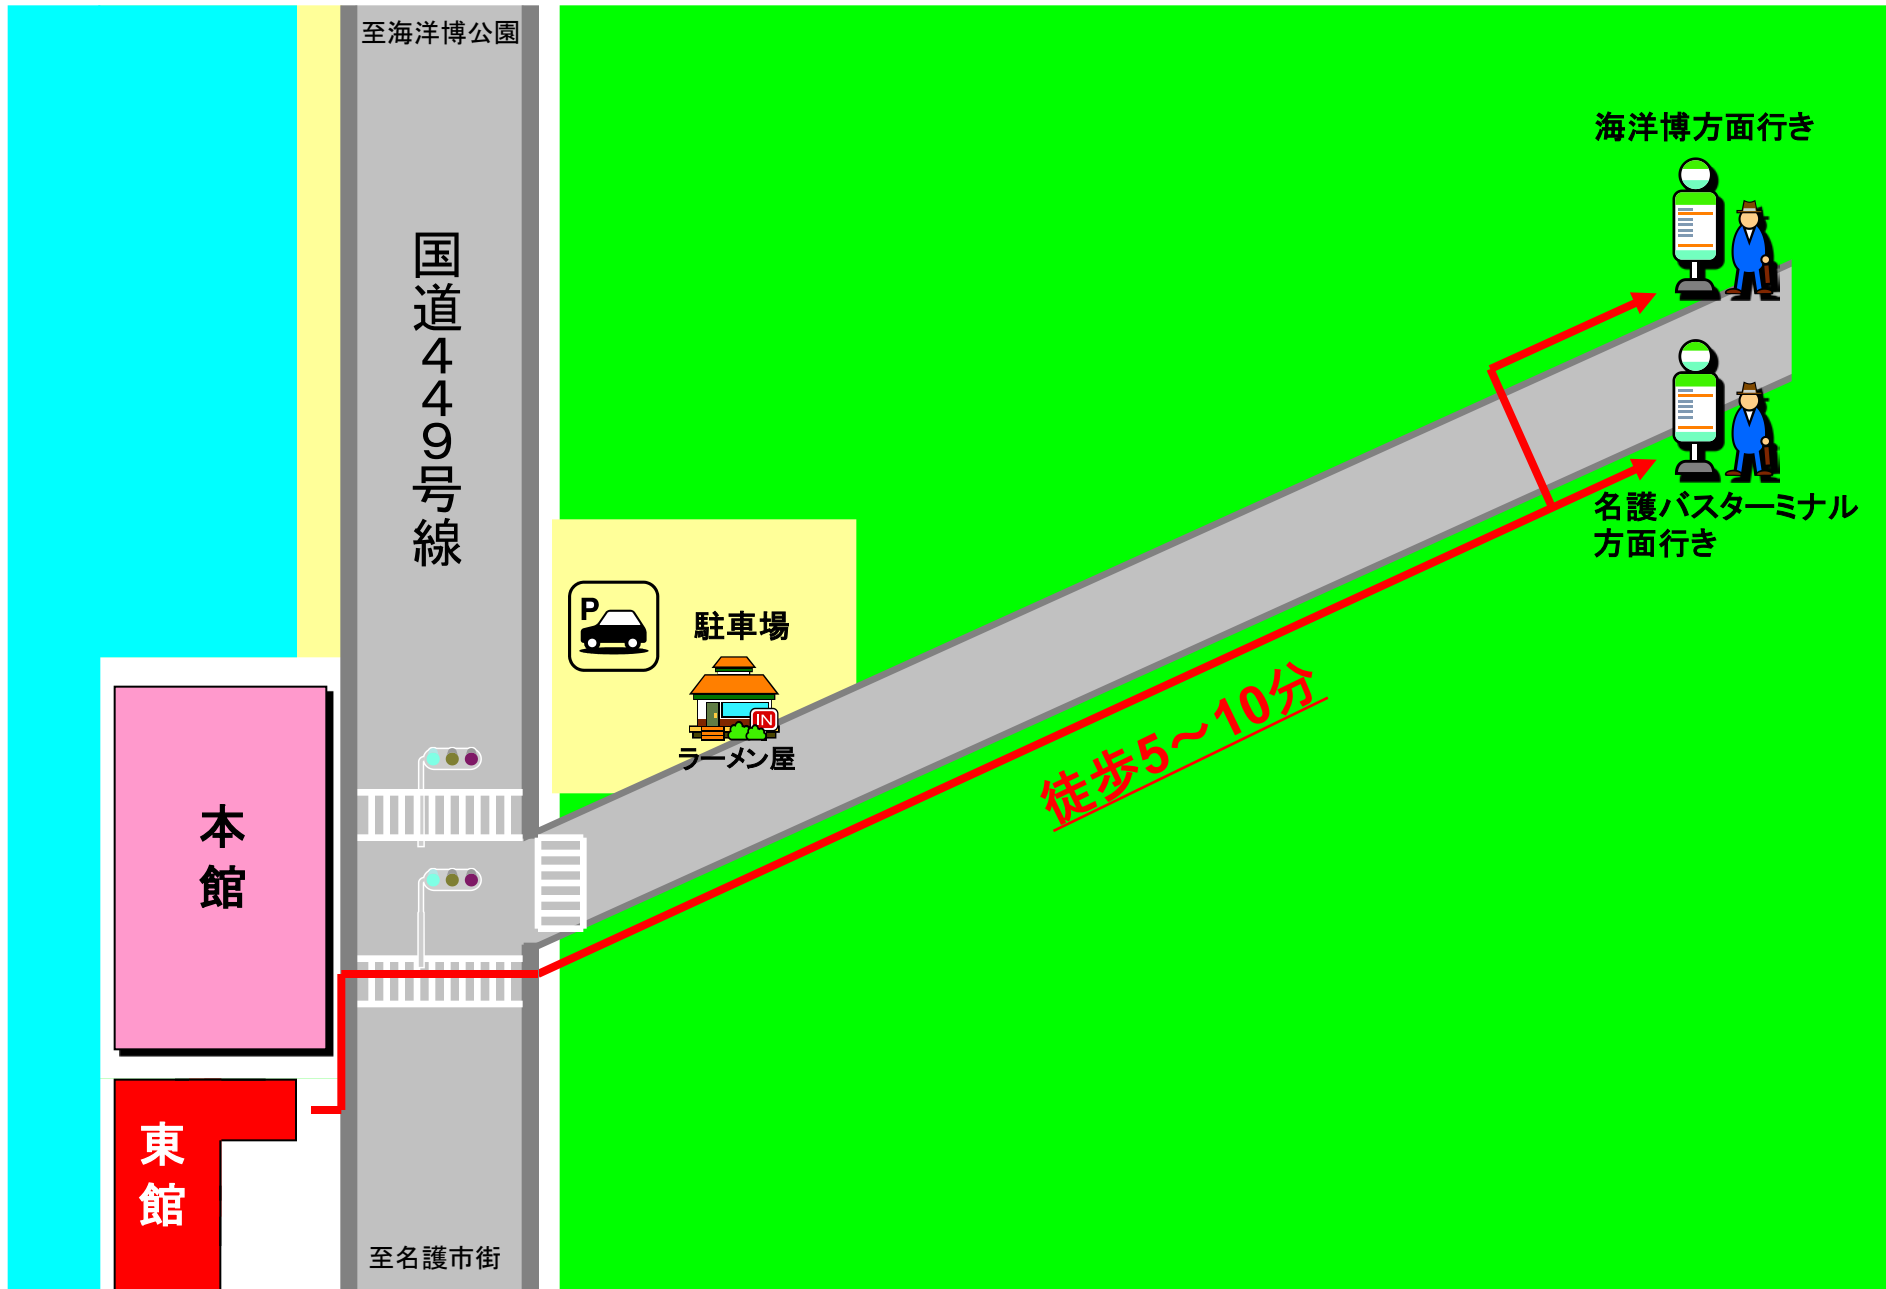 至海洋博公園
海洋博方面行き
国道449号線
名護バスターミナル
方面行き
P
駐車場
IN
ラーメン屋
徒歩5～10分
本館
東館
至名護市街